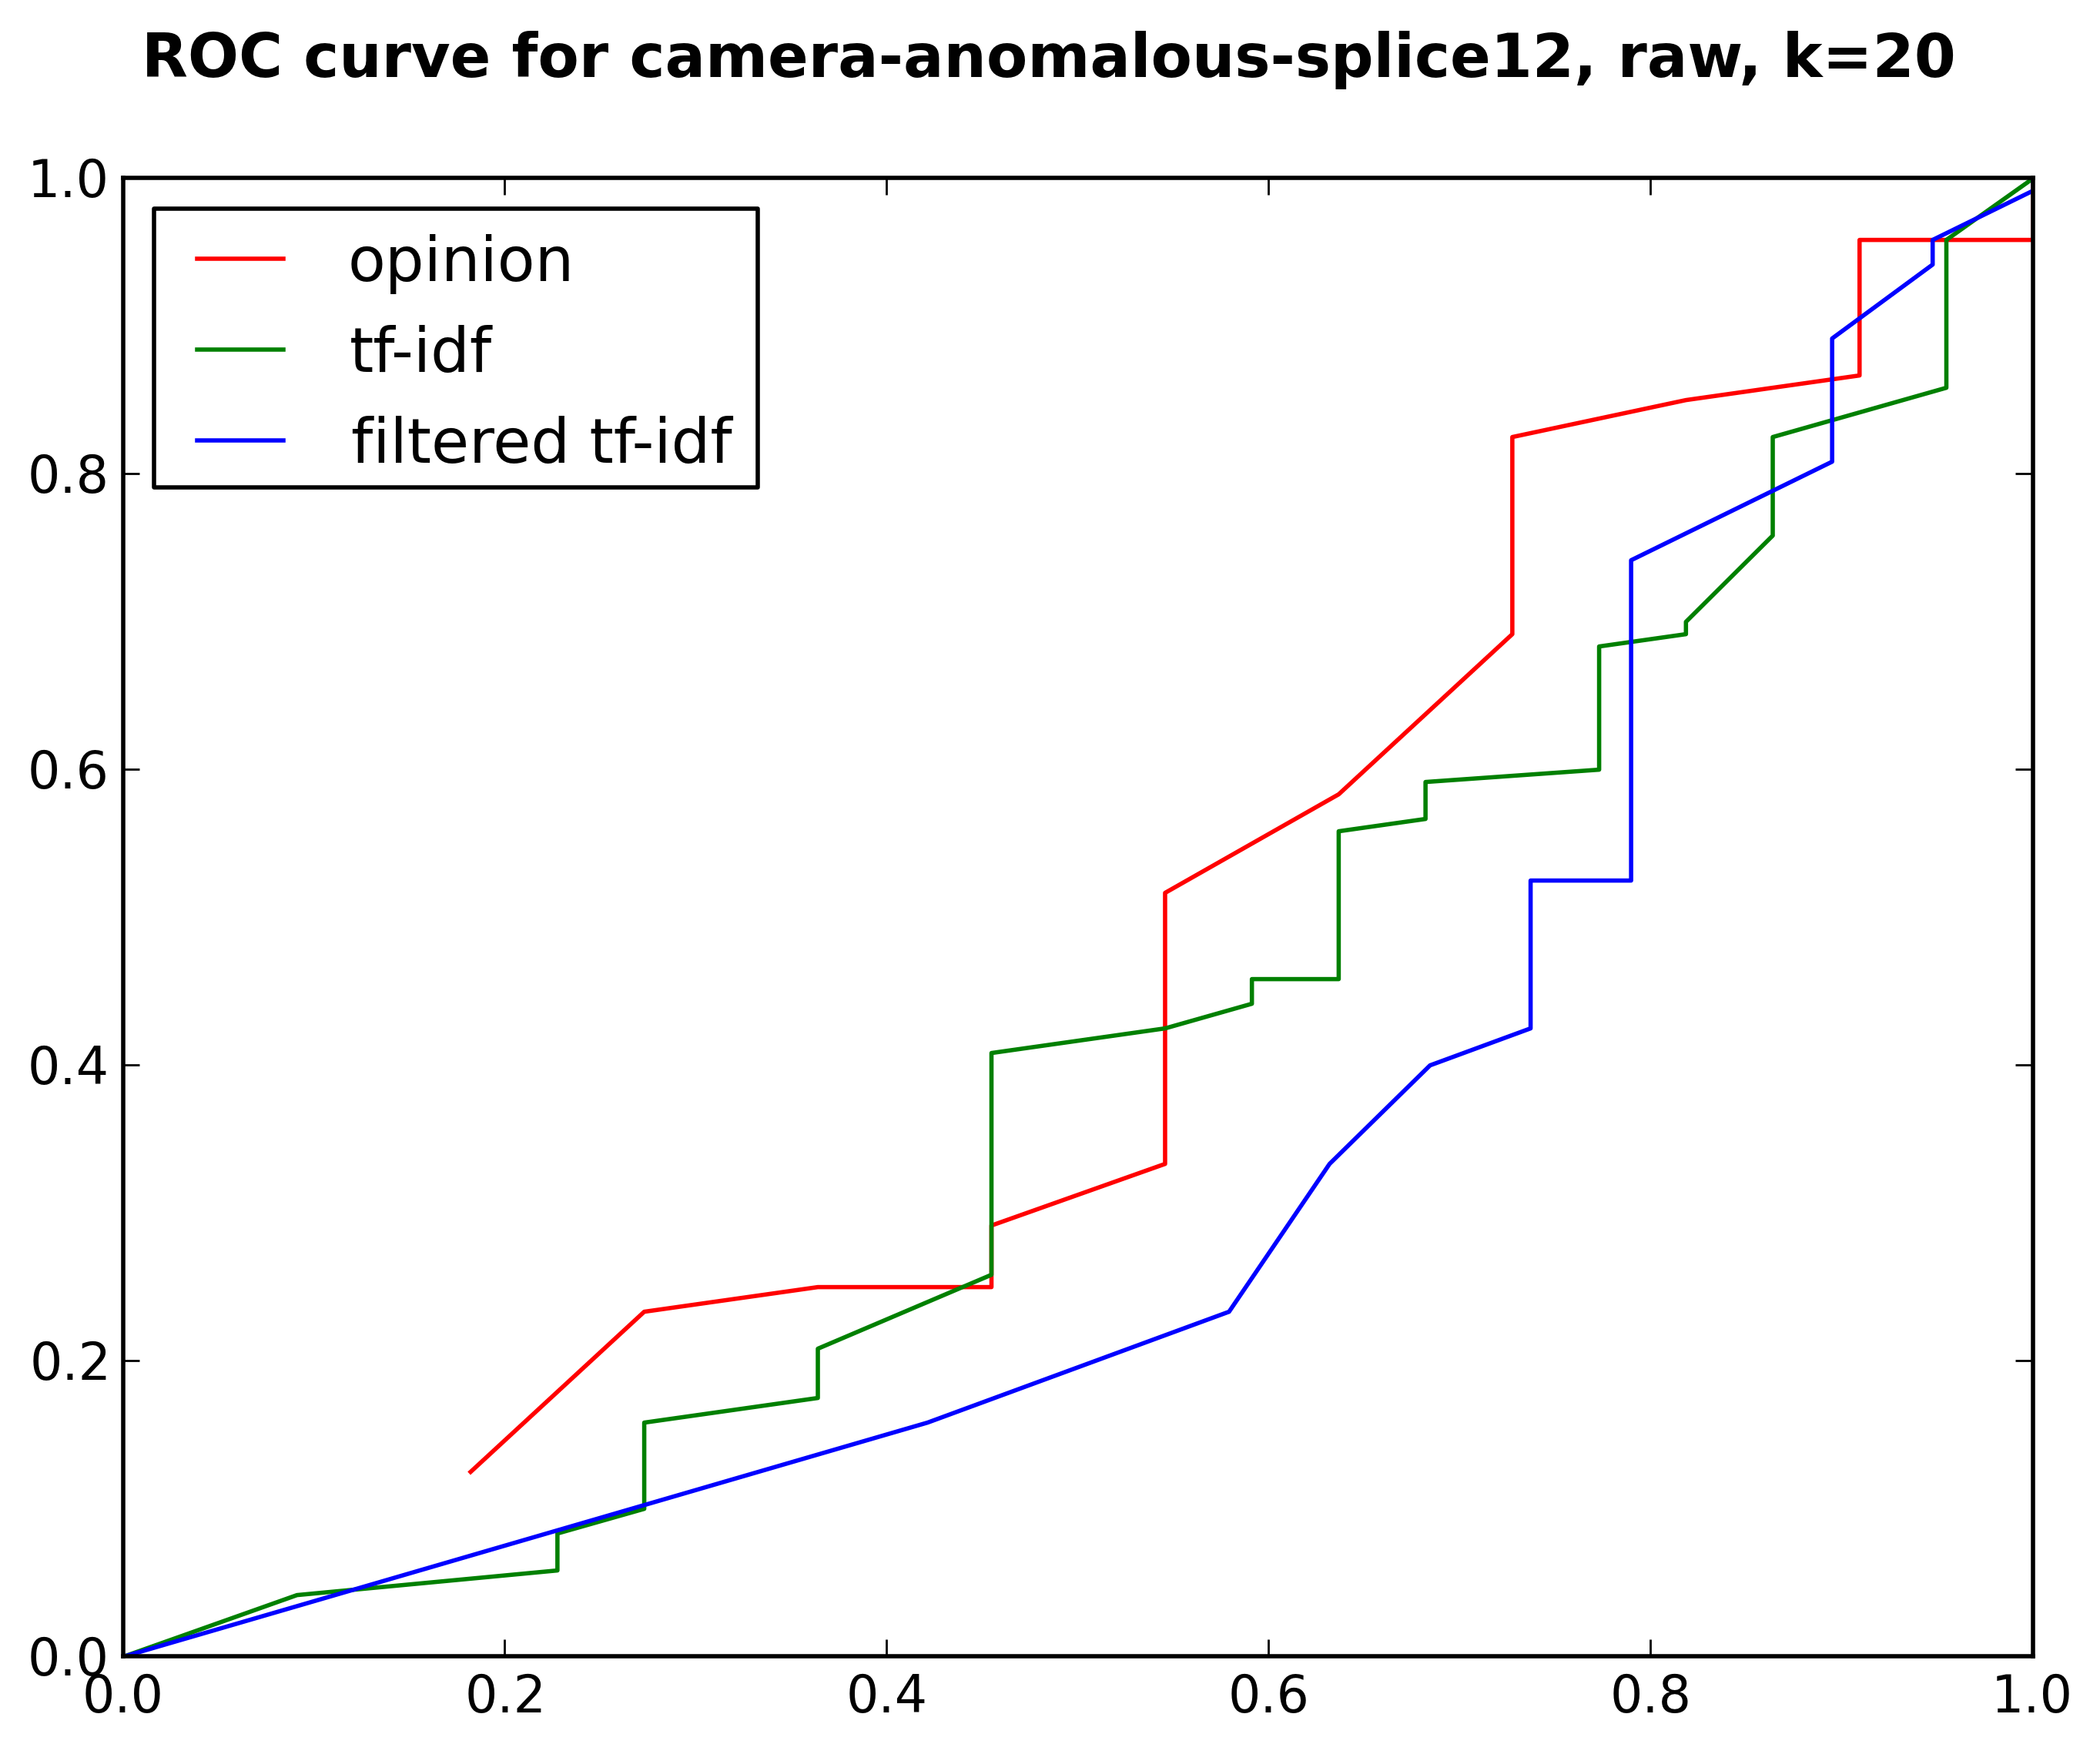 ROC curve for camera-anomalous-splice12, raw, k=20
1.0
opinion
tf-idf
filtered tf-idf
0.8
0.6
0.4
0.2
0.0
0.0 0.2 0.4 0.6 0.8 1.0